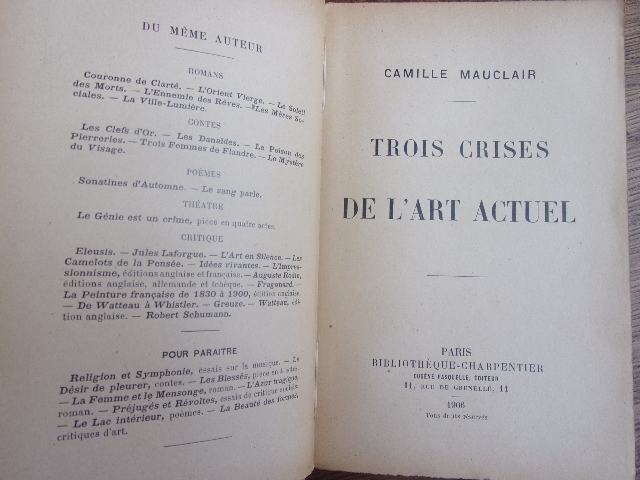 DU MÊME AUTEUR
ROMANS
Couronne de Clarté. — L'Orient Vierge. — Le Soleil
des Morts. — L'Ennemie des Rêves. — Les Mères So-
ciales. — La Ville-Lumière.
CONTES
Les Clefs d'Or. — Les Danaïdes. — Le Poison des
Pierreries. — Trois Femmes de Flandre. — Le Mystère
du Visage.
POÈMES
Sonatines d'Automne. — Le sang parle.
THÉATRE
Le Génie est un crime, pièce en quatre actes.
CRITIQUE
Eleusis. — Jules Laforgue. — L'Art en Silence. — Les
Camelots de la Pensée. — Idées vivantes. — L'Impres-
sionnisme, éditions anglaise et française. — Auguste Rodin,
éditions anglaise, allemande et tchèque. — Fragonard. —
La Peinture française de 1830 à 1900, édition anglaise.
— De Watteau à Whistler. — Greuze. — Watteau, édi-
tion anglaise. — Robert Schumann.
POUR PARAITRE
Religion et Symphonie, essais sur la musique. — Le
Désir de pleurer, contes. — Les Blessés, pièce en 4 actes.
— La Femme et le Mensonge, roman. — L'Azur tragique,
roman. — Préjugés et Révoltes, essais de critique sociale.
— Le Lac intérieur, poèmes. — La Beauté des formes,
critiques d'art.
CAMILLE MAUCLAIR
TROIS CRISES
DE L'ART ACTUEL
PARIS
BIBLIOTHÈQUE-CHARPENTIER
EUGÈNE FASQUELLE, ÉDITEUR
11, RUE DE GRENELLE, 11
1906
Tous droits réservés